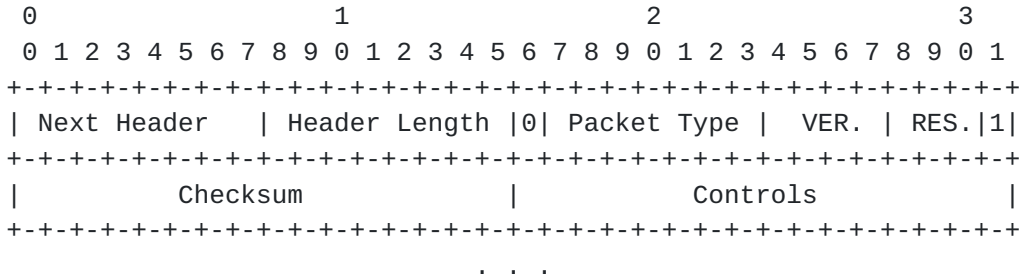 0                   1                   2                   3
 0 1 2 3 4 5 6 7 8 9 0 1 2 3 4 5 6 7 8 9 0 1 2 3 4 5 6 7 8 9 0 1
+-+-+-+-+-+-+-+-+-+-+-+-+-+-+-+-+-+-+-+-+-+-+-+-+-+-+-+-+-+-+-+-+
| Next Header   | Header Length |0| Packet Type |  VER. | RES.|1|
+-+-+-+-+-+-+-+-+-+-+-+-+-+-+-+-+-+-+-+-+-+-+-+-+-+-+-+-+-+-+-+-+
|          Checksum             |           Controls            |
+-+-+-+-+-+-+-+-+-+-+-+-+-+-+-+-+-+-+-+-+-+-+-+-+-+-+-+-+-+-+-+-+
                              . . .